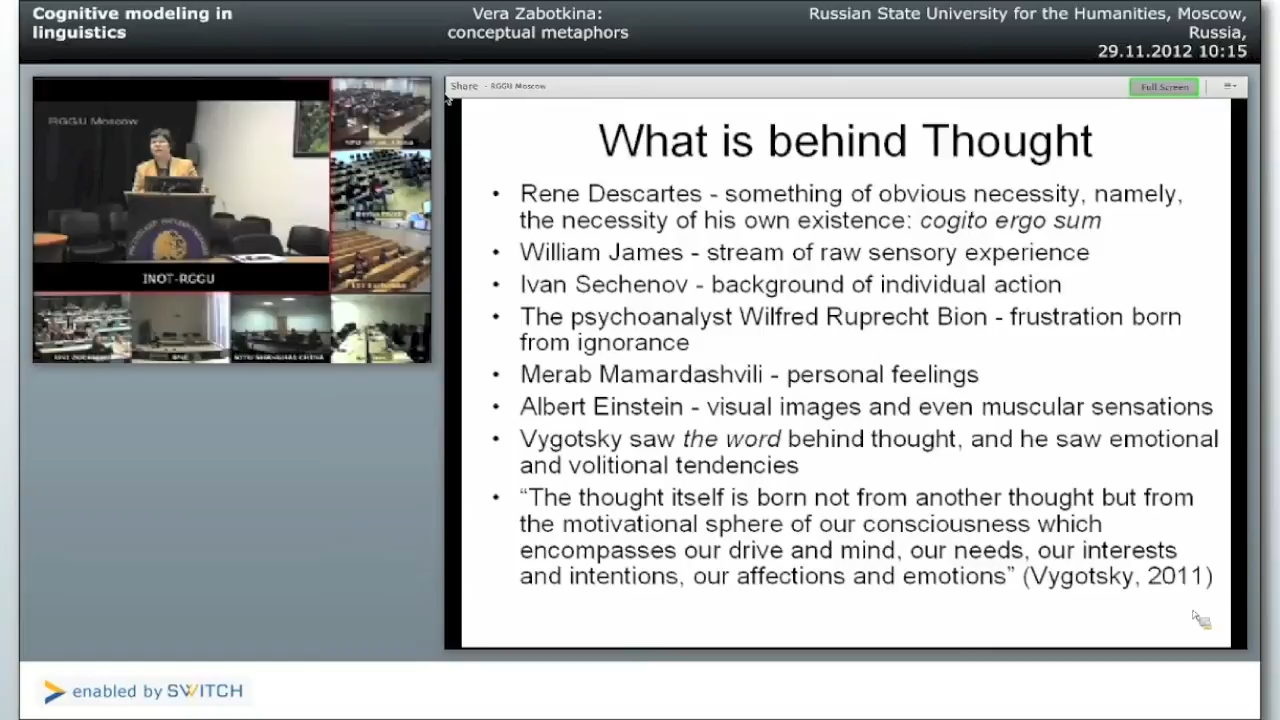 Cognitive modeling in
linguistics
Vera Zabotkina:
conceptual metaphors
Russian State University for the Humanities, Moscow,
Russia,
29.11.2012 10:15
RGGU Moscow
INOT-RGGU
Share - RGGU Moscow
Full Screen
What is behind Thought
• Rene Descartes - something of obvious necessity, namely,
the necessity of his own existence: cogito ergo sum
• William James - stream of raw sensory experience
• Ivan Sechenov - background of individual action
• The psychoanalyst Wilfred Ruprecht Bion - frustration born
from ignorance
• Merab Mamardashvili - personal feelings
• Albert Einstein - visual images and even muscular sensations
• Vygotsky saw the word behind thought, and he saw emotional
and volitional tendencies
• “The thought itself is born not from another thought but from
the motivational sphere of our consciousness which
encompasses our drive and mind, our needs, our interests
and intentions, our affections and emotions” (Vygotsky, 2011)
enabled by SWITCH